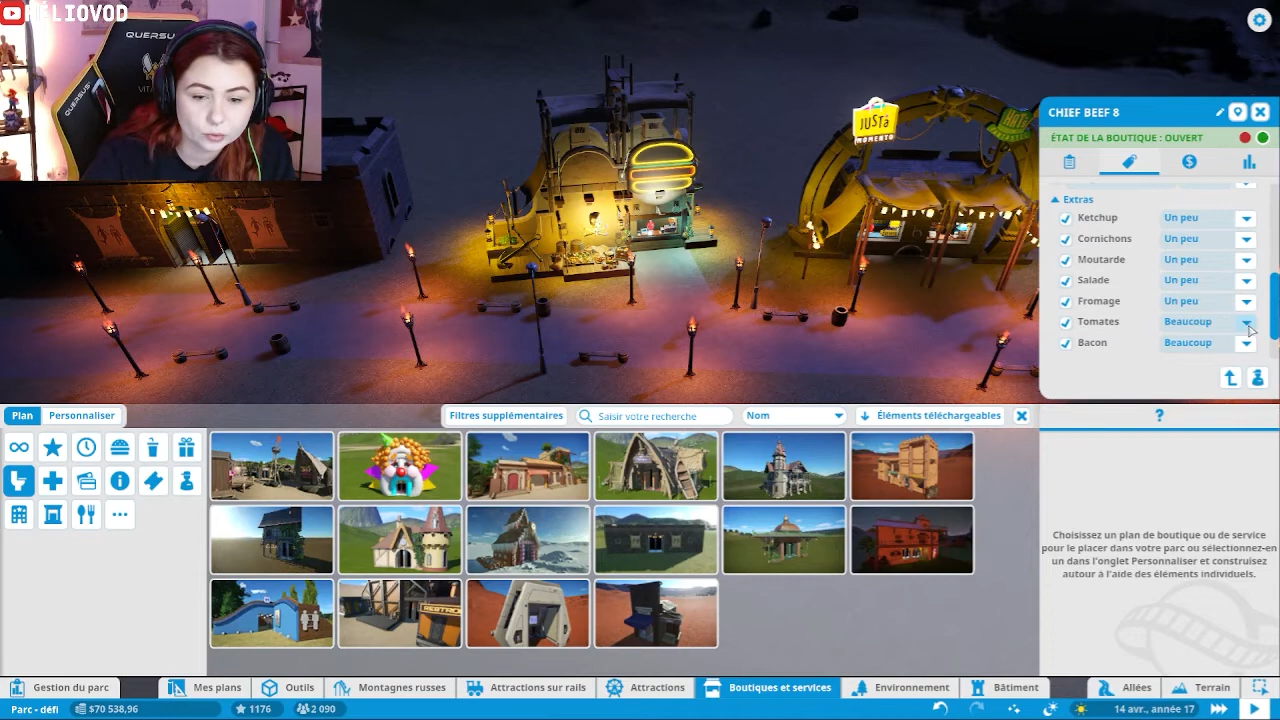 HÉLIOVOD
QUERSUS
JUSTa
MOMENTO
CHIEF BEEF 8
ÉTAT DE LA BOUTIQUE : OUVERT
Extras
Ketchup Un peu
Cornichons Un peu
Moutarde Un peu
Salade Un peu
Fromage Un peu
Tomates Beaucoup
Bacon Beaucoup
Plan Personnaliser Filtres supplémentaires Saisir votre recherche Nom Éléments téléchargeables ?
Choisissez un plan de boutique ou de service
pour le placer dans votre parc ou sélectionnez-en
un dans l'onglet Personnaliser et construisez
autour à l'aide des éléments individuels.
Gestion du parc Mes plans Outils Montagnes russes Attractions sur rails Attractions Boutiques et services Environnement Bâtiment Allées Terrain
Parc - défi $70 538,96 1176 2 090 14 avr., année 17